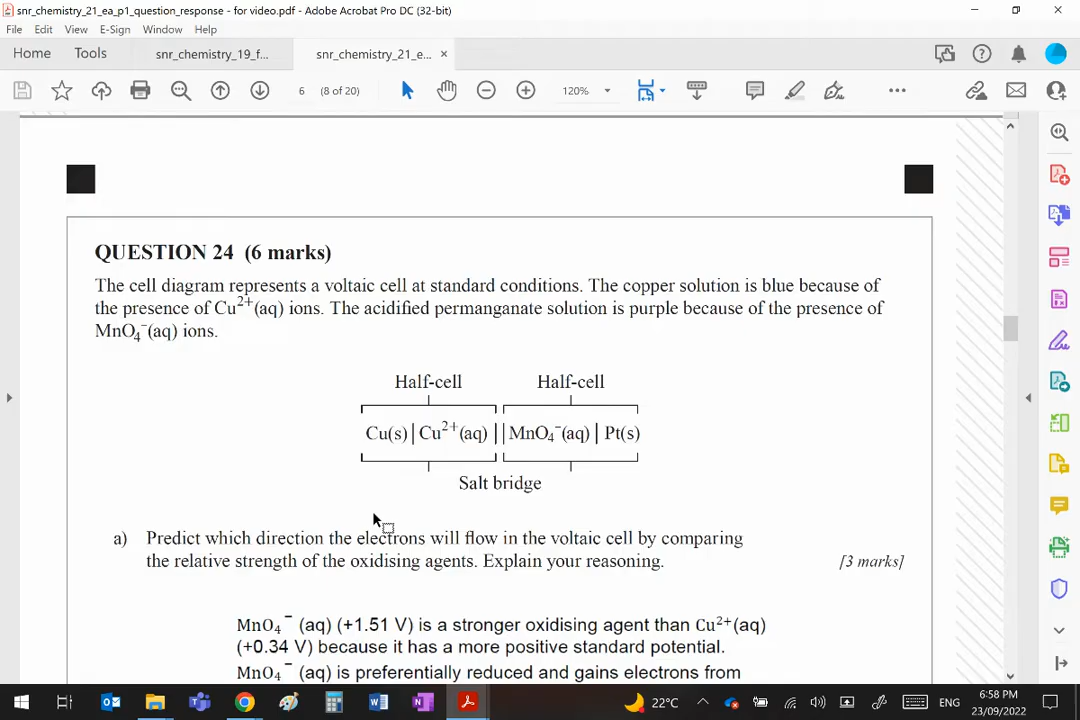 snr_chemistry_21_ea_p1_question_response - for video.pdf - Adobe Acrobat Pro DC (32-bit)
File Edit View E-Sign Window Help
Home Tools snr_chemistry_19_f... snr_chemistry_21_e... ×
6 (8 of 20) 120%
QUESTION 24 (6 marks)
The cell diagram represents a voltaic cell at standard conditions. The copper solution is blue because of
the presence of Cu²⁺(aq) ions. The acidified permanganate solution is purple because of the presence of
MnO₄⁻(aq) ions.
Half-cell Half-cell
Cu(s) | Cu²⁺(aq) || MnO₄⁻(aq) | Pt(s)
Salt bridge
a) Predict which direction the electrons will flow in the voltaic cell by comparing
the relative strength of the oxidising agents. Explain your reasoning. [3 marks]
MnO₄⁻ (aq) (+1.51 V) is a stronger oxidising agent than Cu²⁺(aq)
(+0.34 V) because it has a more positive standard potential.
MnO₄⁻ (aq) is preferentially reduced and gains electrons from
22°C ENG 6:58 PM
23/09/2022